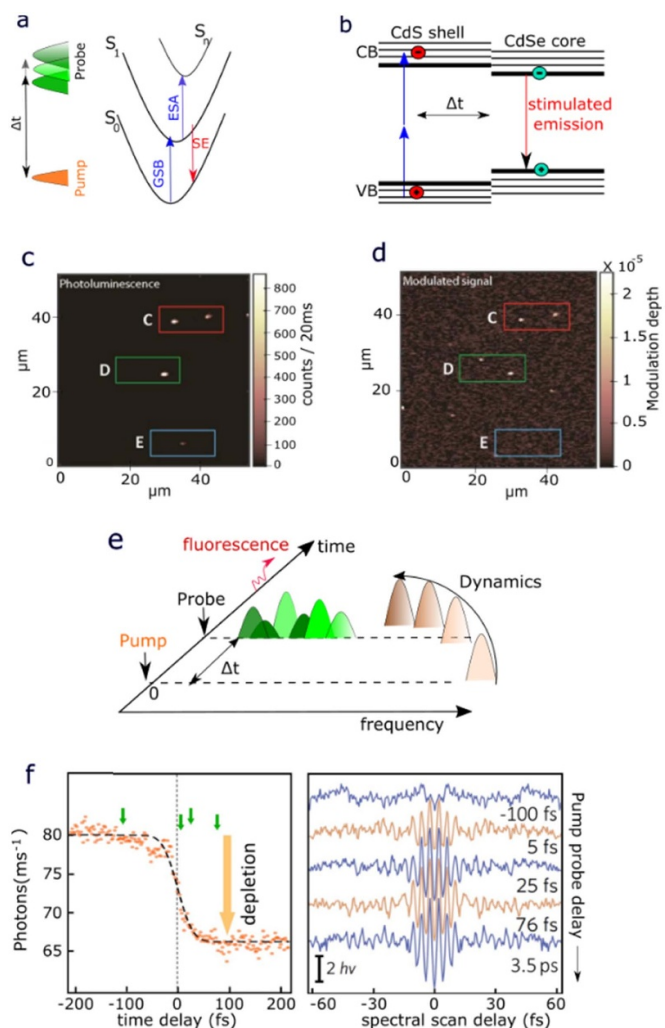 a
Probe
Δt
Pump
S1
S0
Sn
ESA
GSB
SE
b
CdS shell
CdSe core
CB
VB
Δt
stimulated
emission
c
Photoluminescence
C
D
E
40
20
0
μm
0
20
40
μm
800
700
600
500
400
300
200
100
0
counts / 20ms
d
Modulated signal
C
D
E
40
20
0
μm
0
20
40
μm
X 10-5
2
1.5
1
0.5
0
Modulation depth
e
fluorescence
time
Probe
Pump
0
Δt
Dynamics
frequency
f
80
75
70
65
Photons(ms-1)
depletion
-200
-100
0
100
200
time delay (fs)
-100 fs
5 fs
25 fs
76 fs
3.5 ps
2 hv
-60
-30
0
30
60
spectral scan delay (fs)
Pump probe delay